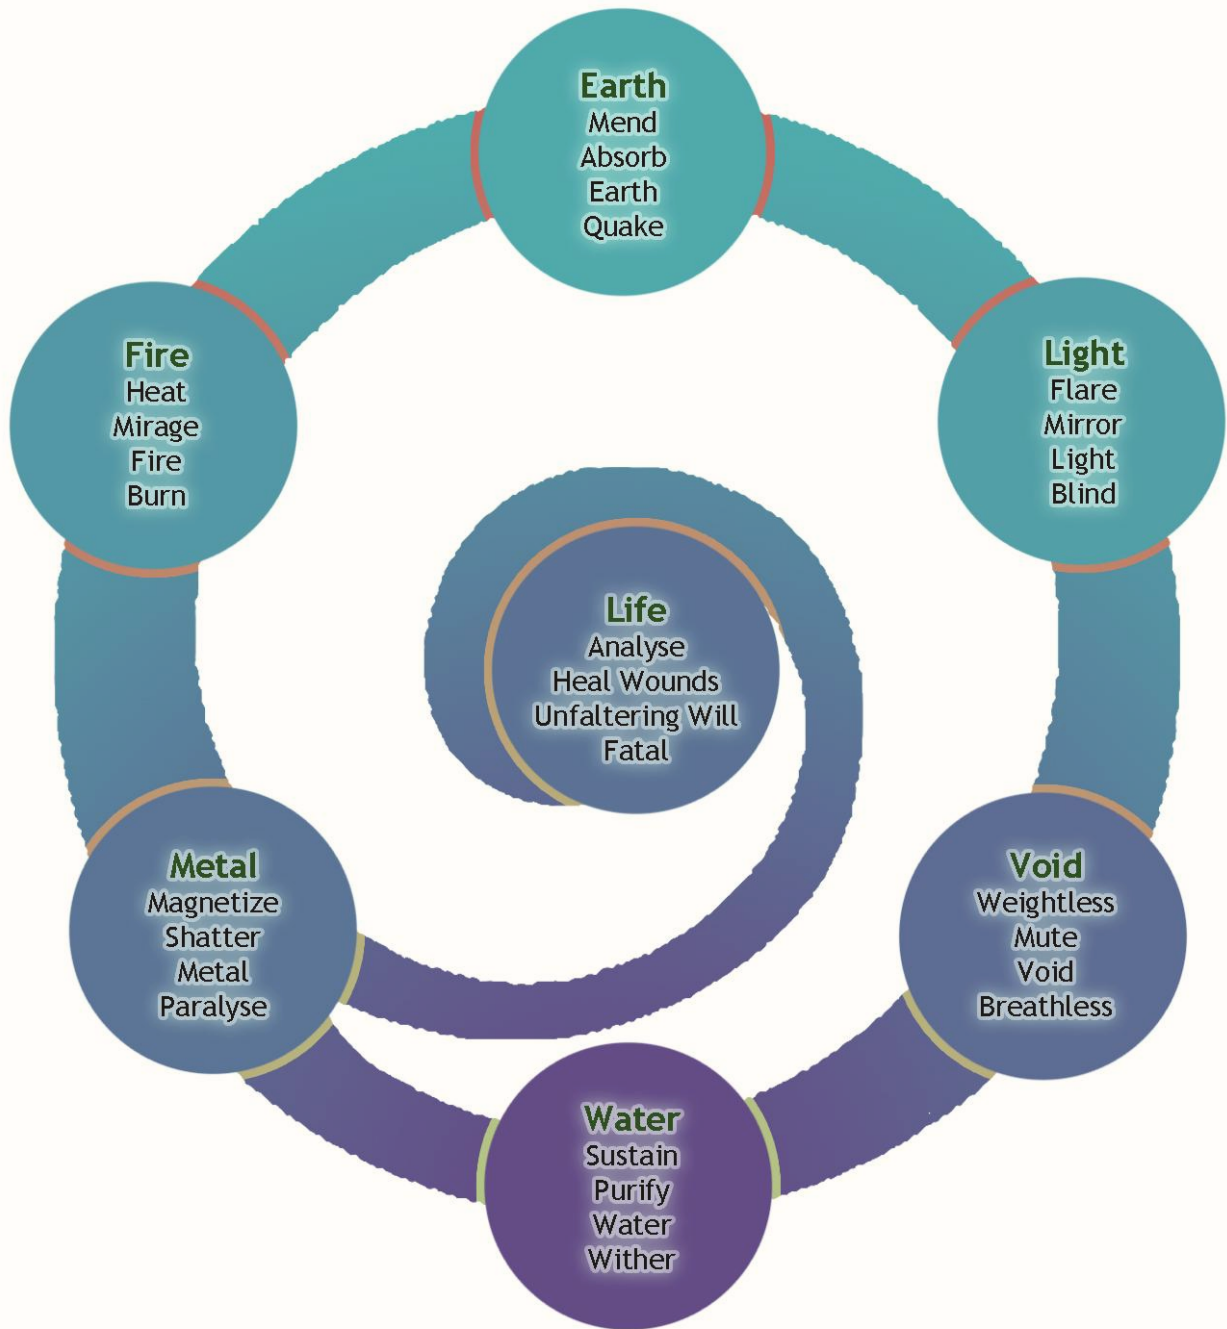 Earth
Mend
Absorb
Earth
Quake
Fire
Heat
Mirage
Fire
Burn
Light
Flare
Mirror
Light
Blind
Life
Analyse
Heal Wounds
Unfaltering Will
Fatal
Metal
Magnetize
Shatter
Metal
Paralyse
Void
Weightless
Mute
Void
Breathless
Water
Sustain
Purify
Water
Wither